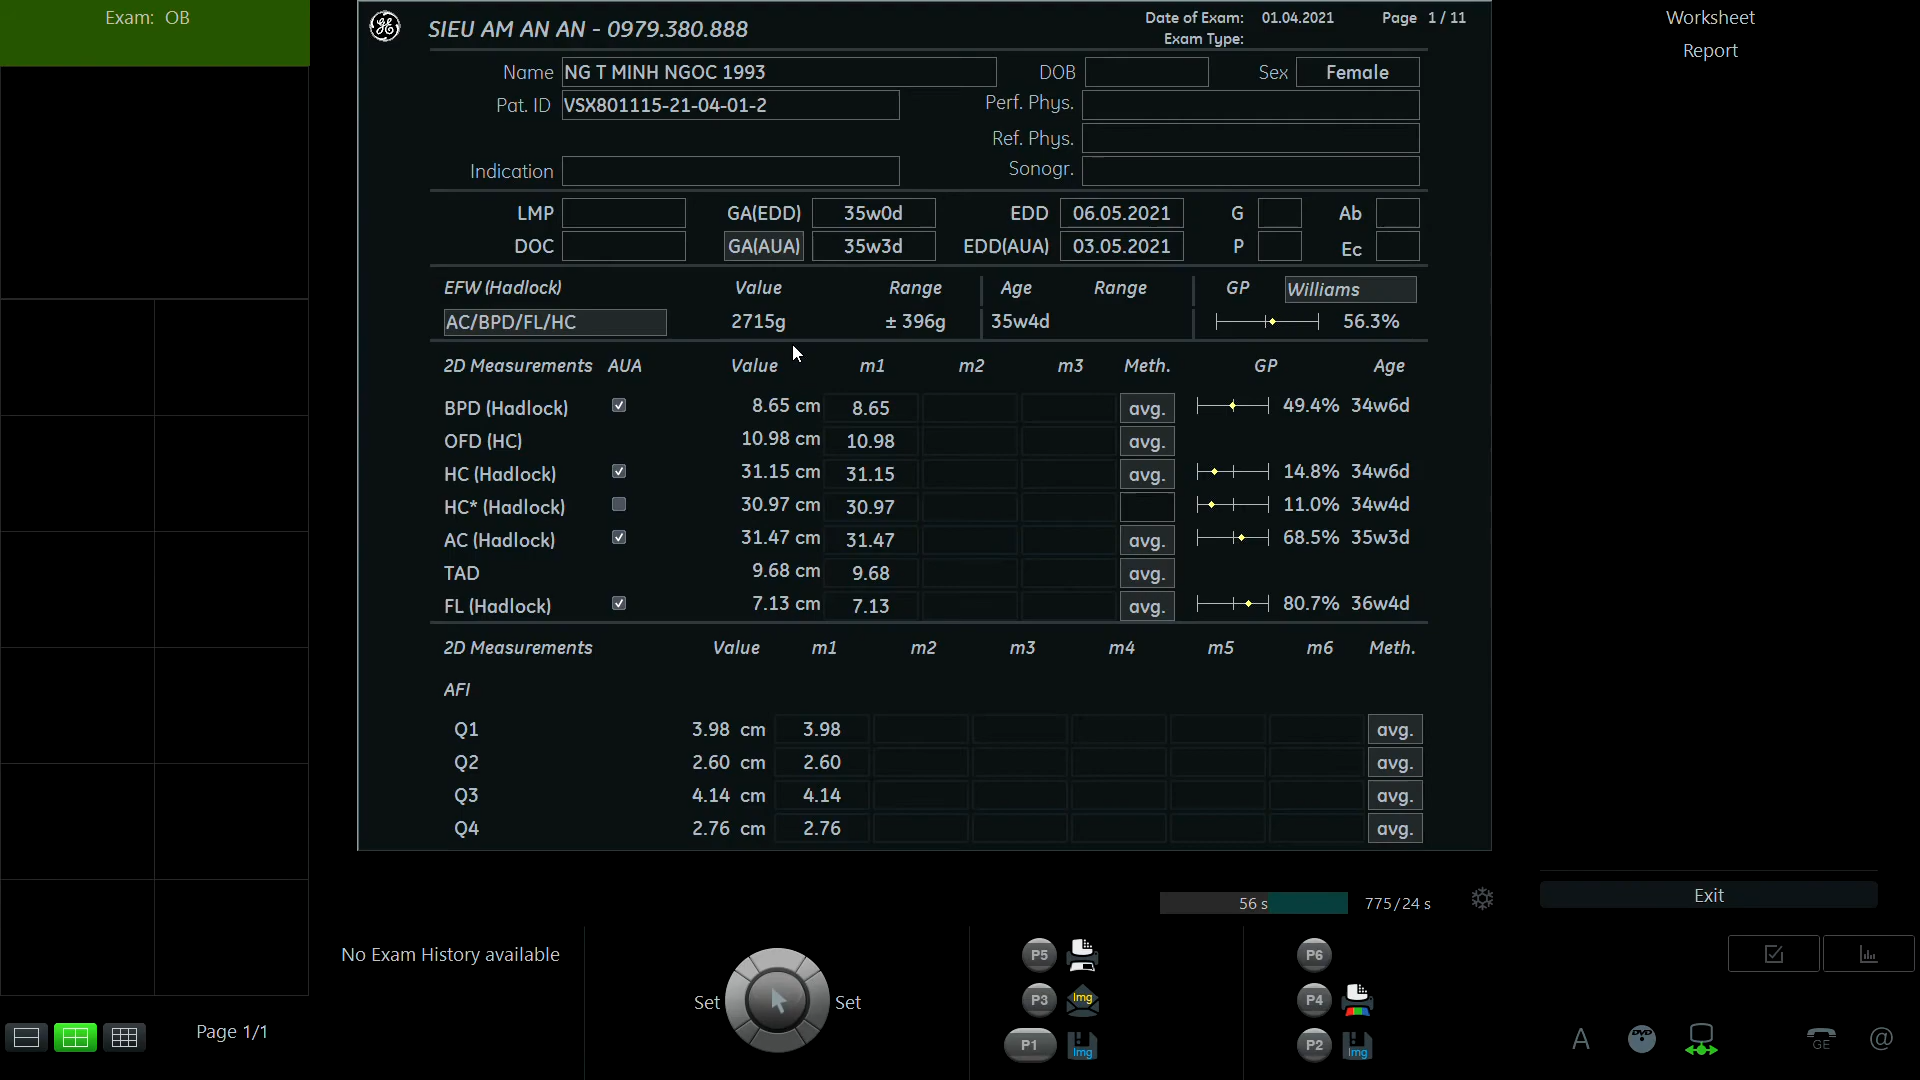 Exam: OB
SIEU AM AN AN - 0979.380.888
Date of Exam: 01.04.2021 Page 1 / 11
Exam Type:
Worksheet
Report
Name NG T MINH NGOC 1993 DOB Sex Female
Pat. ID VSX801115-21-04-01-2 Perf. Phys.
Ref. Phys.
Indication Sonogr.
LMP GA(EDD) 35w0d EDD 06.05.2021 G Ab
DOC GA(AUA) 35w3d EDD(AUA) 03.05.2021 P Ec
EFW (Hadlock) Value Range Age Range GP Williams
AC/BPD/FL/HC 2715g ± 396g 35w4d 56.3%
2D Measurements AUA Value m1 m2 m3 Meth. GP Age
BPD (Hadlock) 8.65 cm 8.65 avg. 49.4% 34w6d
OFD (HC) 10.98 cm 10.98 avg.
HC (Hadlock) 31.15 cm 31.15 avg. 14.8% 34w6d
HC* (Hadlock) 30.97 cm 30.97 11.0% 34w4d
AC (Hadlock) 31.47 cm 31.47 avg. 68.5% 35w3d
TAD 9.68 cm 9.68 avg.
FL (Hadlock) 7.13 cm 7.13 avg. 80.7% 36w4d
2D Measurements Value m1 m2 m3 m4 m5 m6 Meth.
AFI
Q1 3.98 cm 3.98 avg.
Q2 2.60 cm 2.60 avg.
Q3 4.14 cm 4.14 avg.
Q4 2.76 cm 2.76 avg.
56 s 775/24 s
Exit
No Exam History available
Set Set
P5 P6
P3 Img P4
P1 Img P2 Img
Page 1/1
A DVD GE @